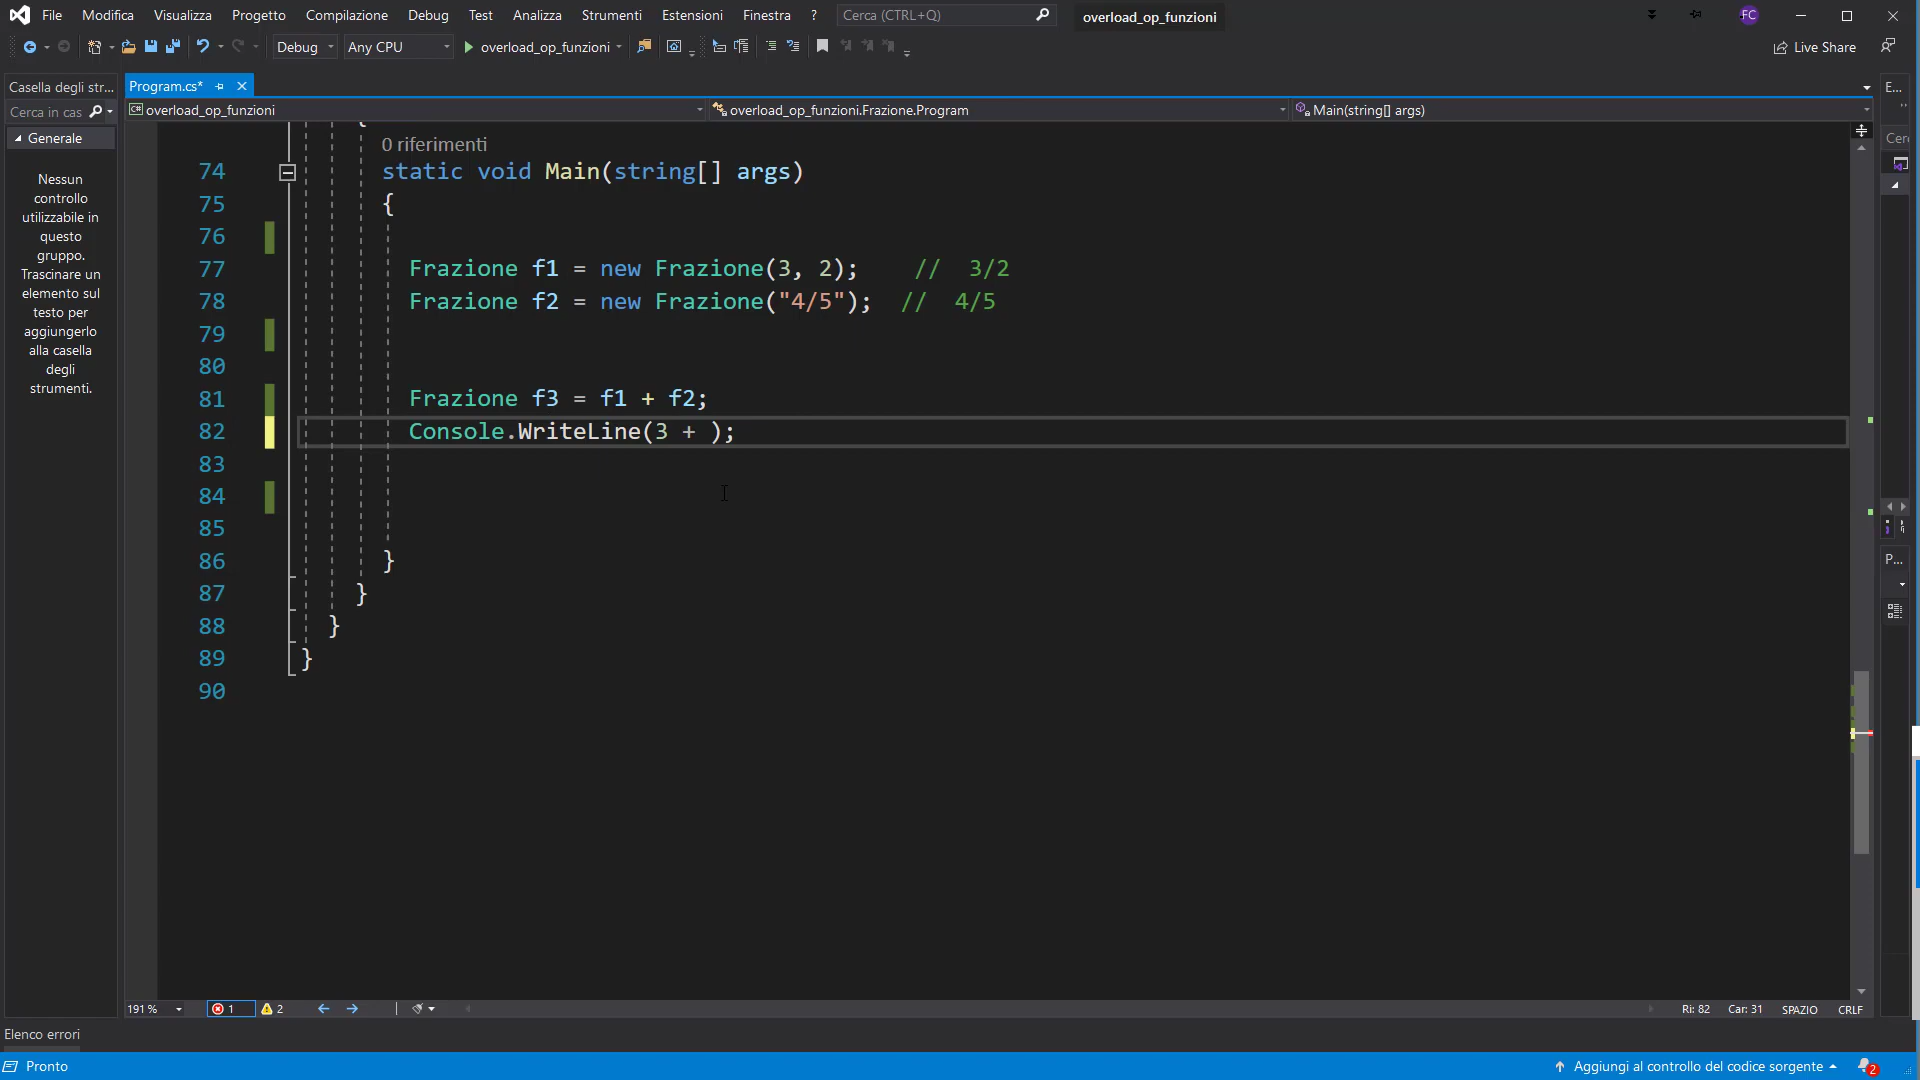 File Modifica Visualizza Progetto Compilazione Debug Test Analizza Strumenti Estensioni Finestra ? Cerca (CTRL+Q) overload_op_funzioni FC
Debug Any CPU overload_op_funzioni Live Share
Casella degli str... Program.cs* E...
Cerca in cas overload_op_funzioni overload_op_funzioni.Frazione.Program Main(string[] args)
Generale Cer
Nessun
controllo
utilizzabile in
questo
gruppo.
Trascinare un
elemento sul
testo per
aggiungerlo
alla casella
degli
strumenti.
{
0 riferimenti
74 static void Main(string[] args)
75 {
76
77 Frazione f1 = new Frazione(3, 2); // 3/2
78 Frazione f2 = new Frazione("4/5"); // 4/5
79
80
81 Frazione f3 = f1 + f2;
82 Console.WriteLine(3 + );
83
84
85
86 }
87 }
88 }
89 }
90
P...
191 % 1 2 Ri: 82 Car: 31 SPAZIO CRLF
Elenco errori
Pronto Aggiungi al controllo del codice sorgente 2